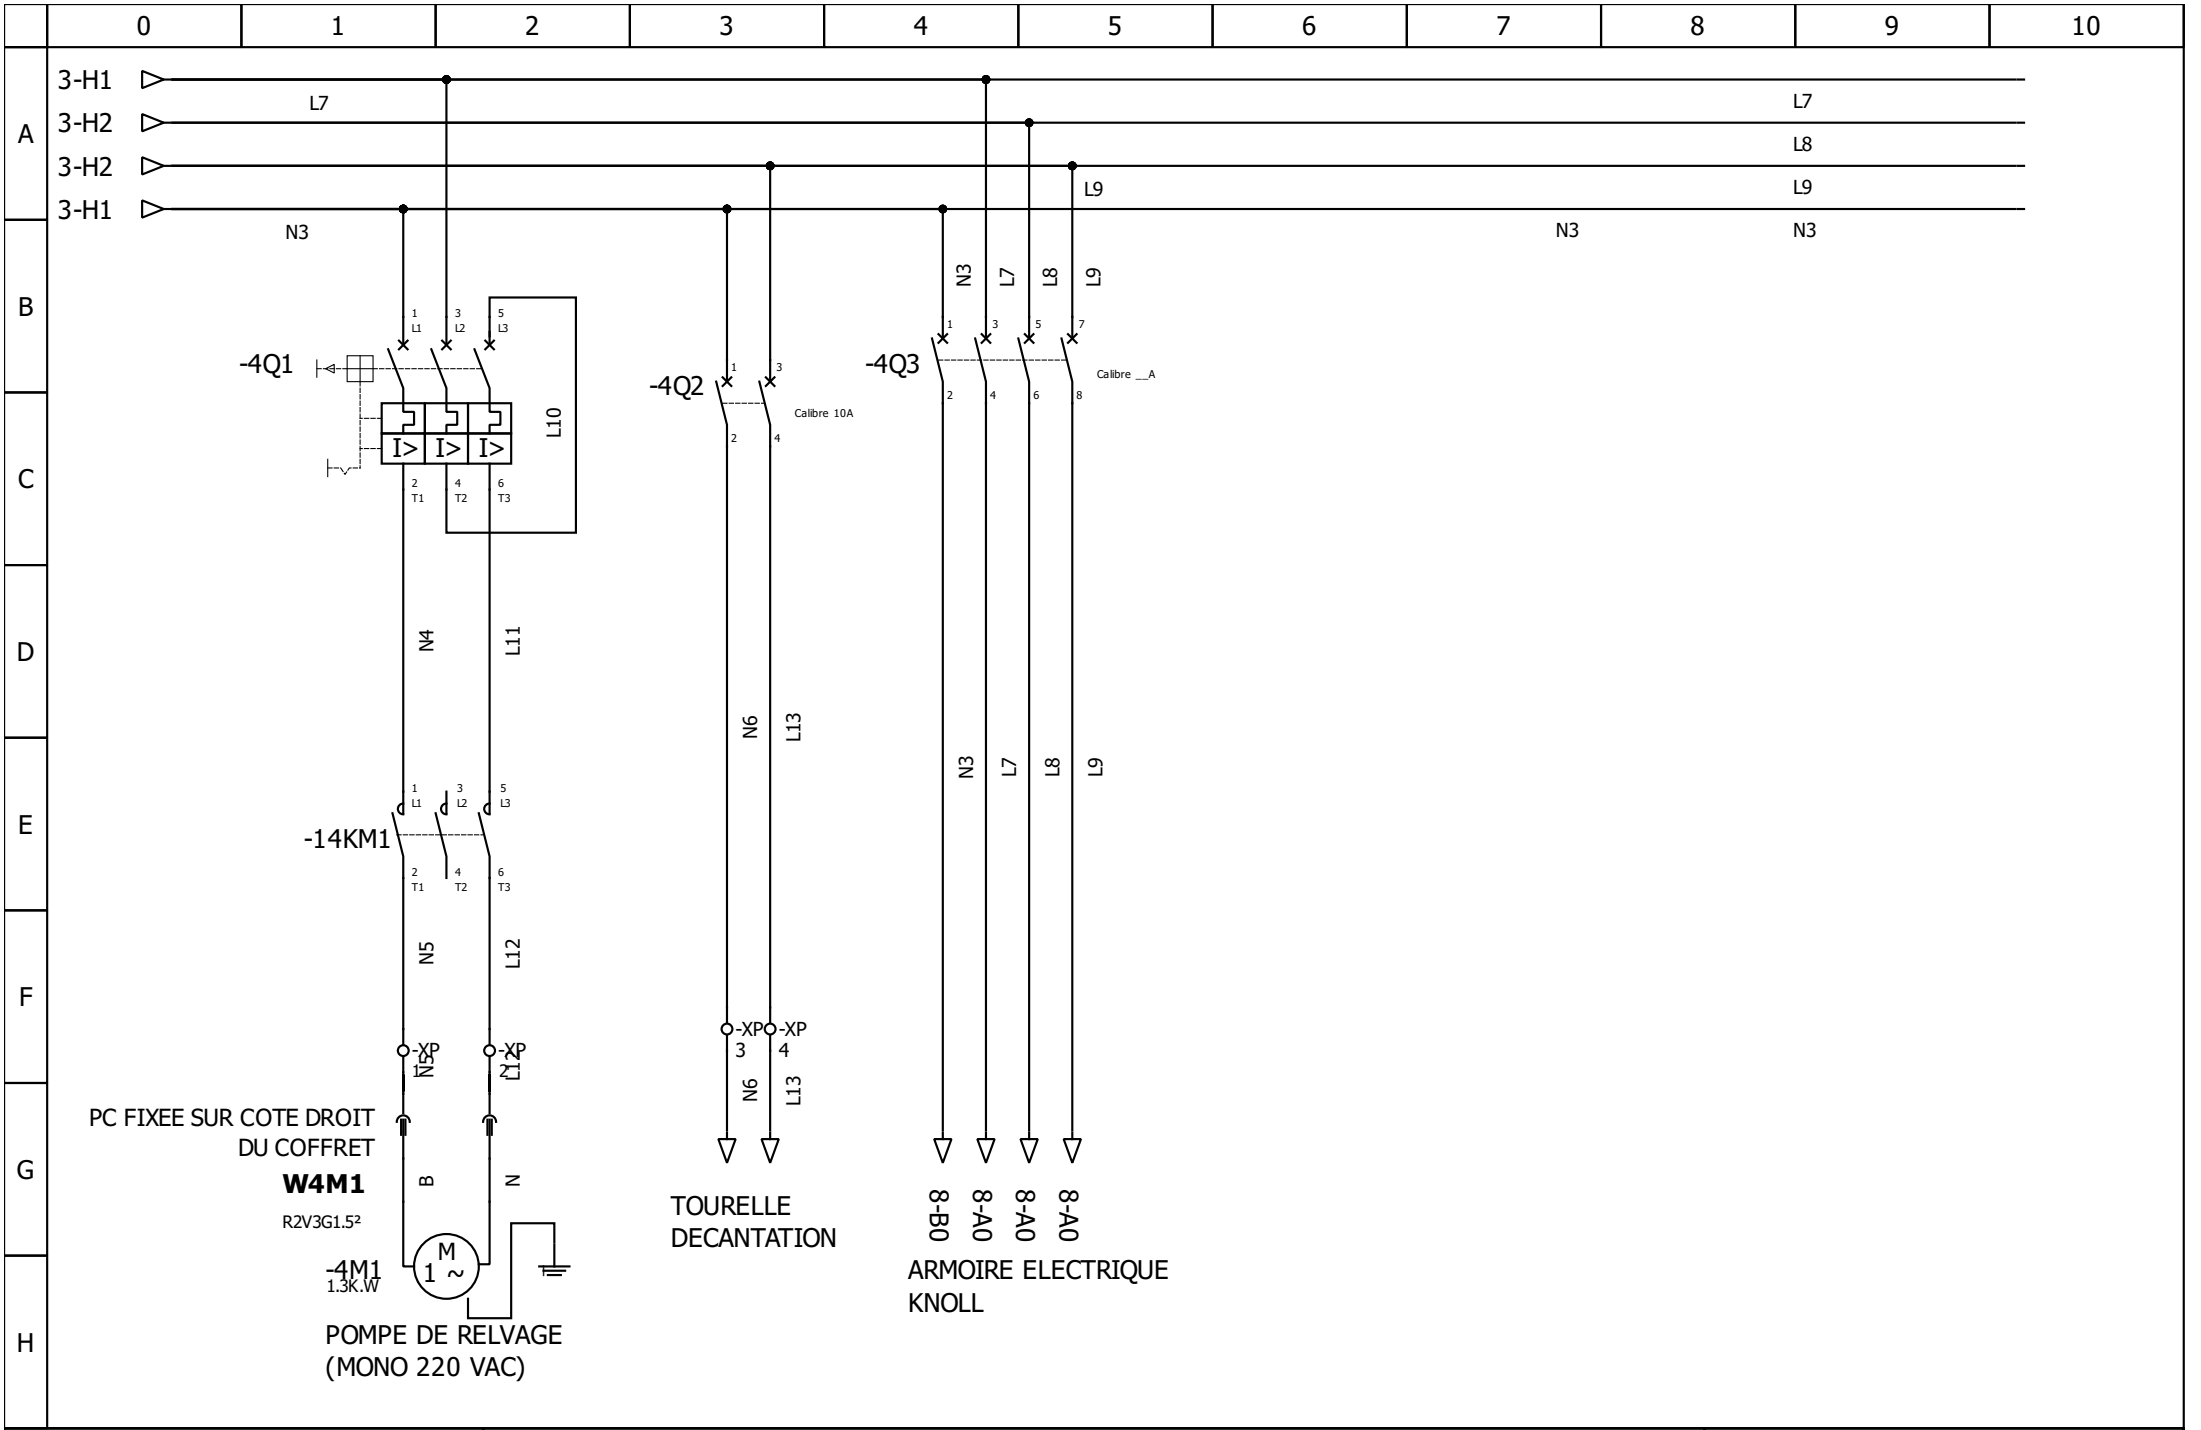 0 1 2 3 4 5 6 7 8 9 10
A
B
C
D
E
F
G
H
3-H1
L7
L7
3-H2
L8
3-H2
L9
L9
3-H1
N3
N3
N3
N3 L7 L8 L9
1 3 5
L1 L2 L3
-4Q1
I> I> I>
L10
2 4 6
T1 T2 T3
1 3
-4Q2
Calibre 10A
2 4
1 3 5 7
-4Q3
Calibre __A
2 4 6 8
N4 L11
N6 L13
N3 L7 L8 L9
1 3 5
L1 L2 L3
-14KM1
2 4 6
T1 T2 T3
N5 L12
-XP -XP
1 2
N5 L12
-XP -XP
3 4
N6 L13
PC FIXEE SUR COTE DROIT
DU COFFRET
W4M1
R2V3G1.5²
B N
M
1 ~
-4M1
1.3K.W
POMPE DE RELVAGE
(MONO 220 VAC)
TOURELLE
DECANTATION
8-B0 8-A0 8-A0 8-A0
ARMOIRE ELECTRIQUE
KNOLL